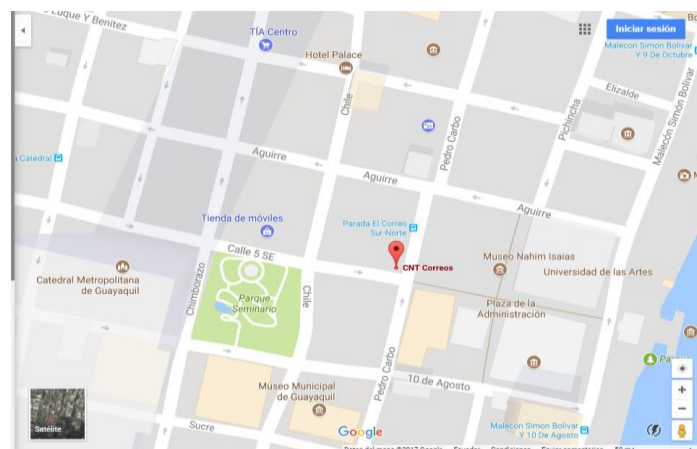 Luque Y Benítez
TÍA Centro
Hotel Palace
Iniciar sesión
Malecon Simon Bolivar
Y 9 De Octubre
Elizalde
Chile
Pedro Carbo
Pichincha
Malecón Simón Bolívar
Catedral
Aguirre
Aguirre
Aguirre
Tienda de móviles
Parada El Correo
Sur-Norte
Calle 5 SE
CNT Correos
Museo Nahim Isaias
Universidad de las Artes
Catedral Metropolitana
de Guayaquil
Chimborazo
Parque
Seminario
Chile
Plaza de la
Administración
Pedro Carbo
10 de Agosto
Museo Municipal
de Guayaquil
Satélite
Sucre
Google
Malecon Simon Bolivar
Y 10 De Agosto